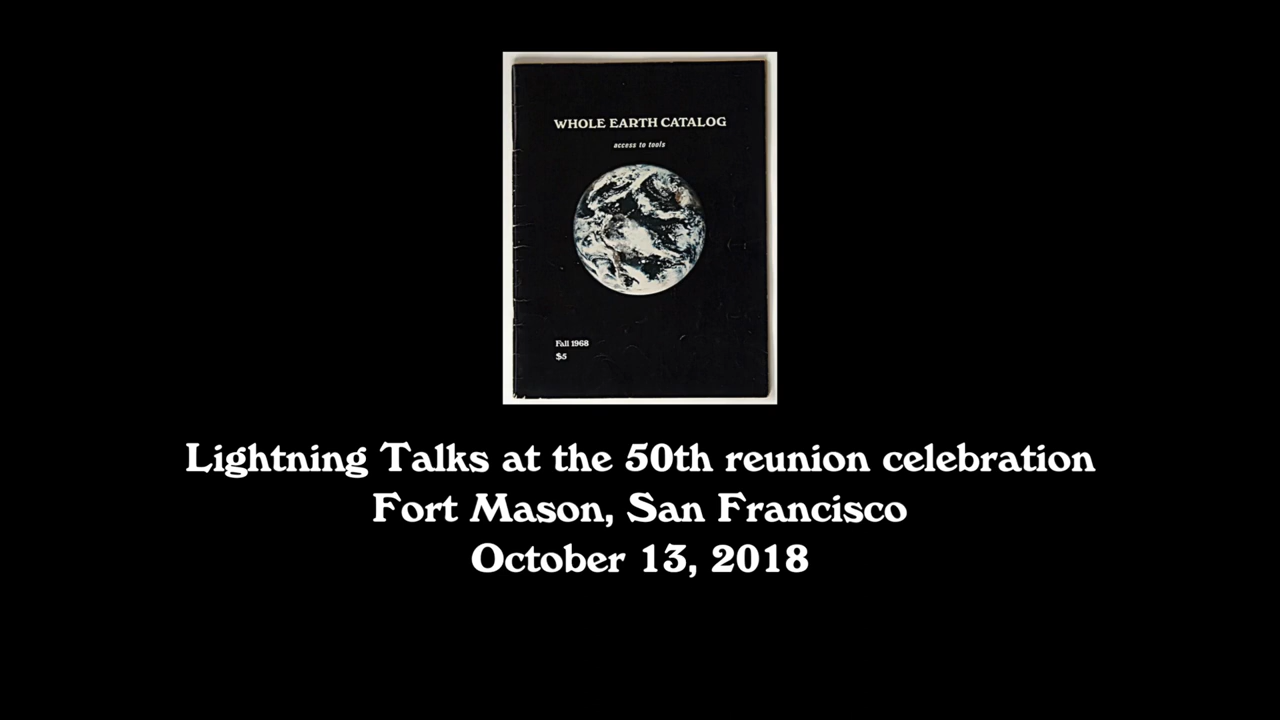 WHOLE EARTH CATALOG
access to tools
Fall 1968
$5
Lightning Talks at the 50th reunion celebration
Fort Mason, San Francisco
October 13, 2018